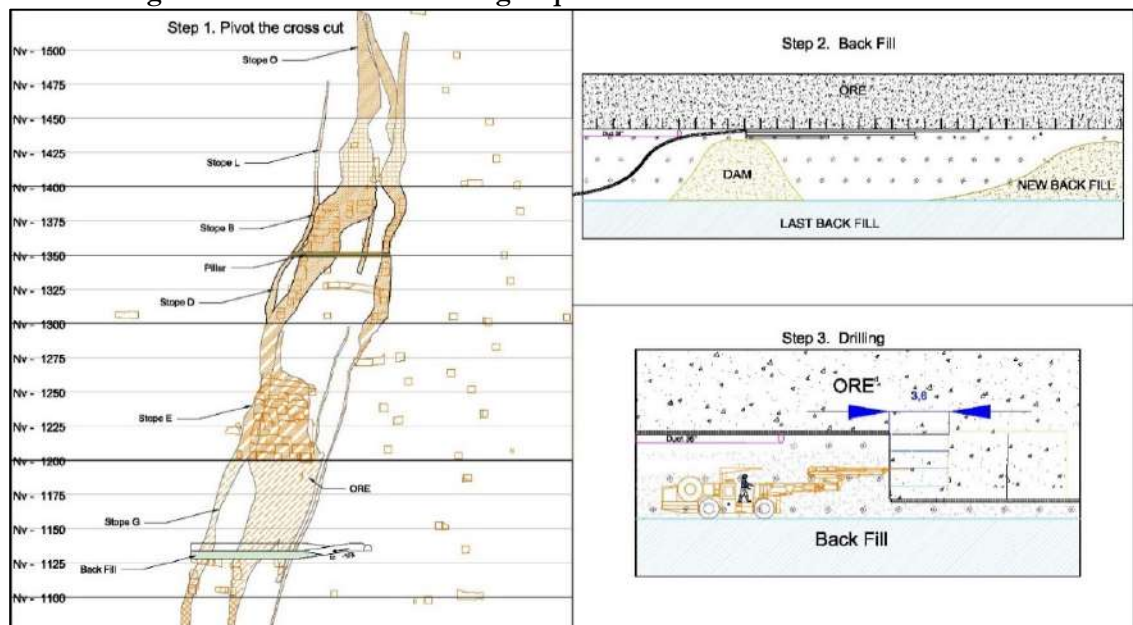 Step 1. Pivot the cross cut
Nv - 1500
Stope O
Nv - 1475
Nv - 1450
Nv - 1425
Stope L
Nv - 1400
Nv - 1375
Stope B
Nv - 1350
Pillar
Nv - 1325
Stope D
Nv - 1300
Nv - 1275
Nv - 1250
Stope E
Nv - 1225
Nv - 1200
ORE
Nv - 1175
Stope G
Nv - 1150
Nv - 1125
Back Fill
Nv - 1100
Step 2. Back Fill
ORE
DAM
NEW BACK FILL
LAST BACK FILL
Step 3. Drilling
ORE
3,6
Duct 36"
Back Fill